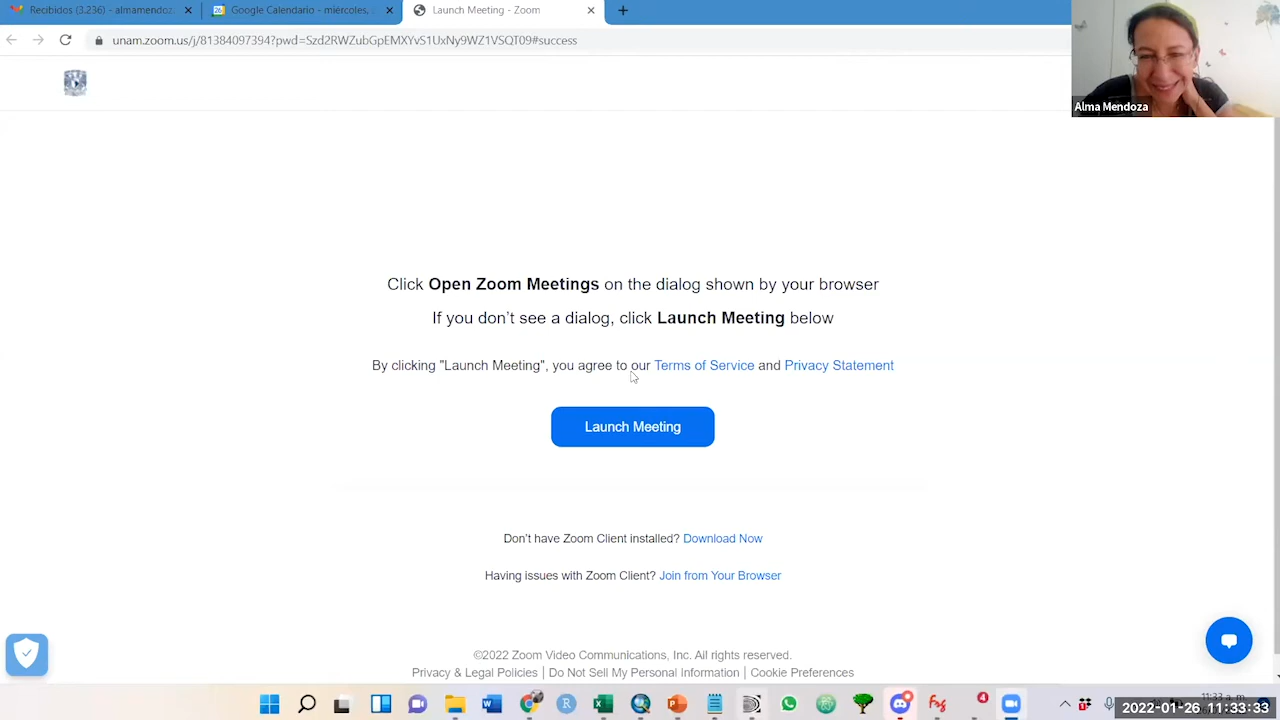 Recibidos (3.236) - almamendoz
Google Calendario - miércoles,
Launch Meeting - Zoom
unam.zoom.us/j/81384097394?pwd=Szd2RWZubGpEMXYvS1UxNy9WZ1VSQT09#success
Alma Mendoza
Click Open Zoom Meetings on the dialog shown by your browser
If you don't see a dialog, click Launch Meeting below
By clicking "Launch Meeting", you agree to our Terms of Service and Privacy Statement
Launch Meeting
Don't have Zoom Client installed? Download Now
Having issues with Zoom Client? Join from Your Browser
©2022 Zoom Video Communications, Inc. All rights reserved.
Privacy & Legal Policies | Do Not Sell My Personal Information | Cookie Preferences
11:33 a. m.
2022-01-26 11:33:33